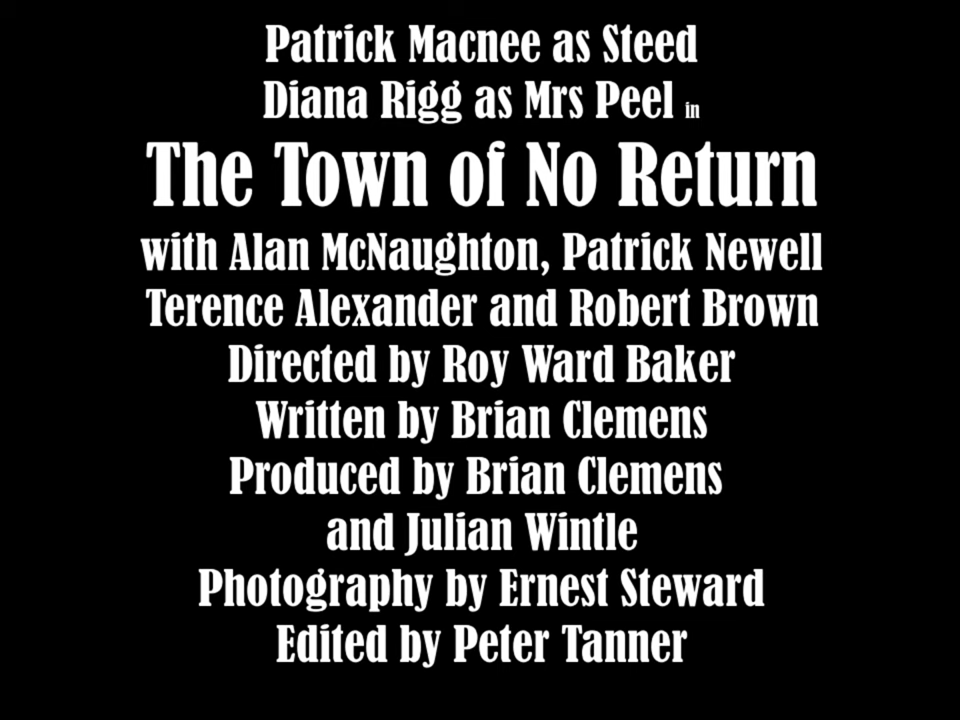 Patrick Macnee as Steed
Diana Rigg as Mrs Peel in
The Town of No Return
with Alan McNaughton, Patrick Newell
Terence Alexander and Robert Brown
Directed by Roy Ward Baker
Written by Brian Clemens
Produced by Brian Clemens
and Julian Wintle
Photography by Ernest Steward
Edited by Peter Tanner